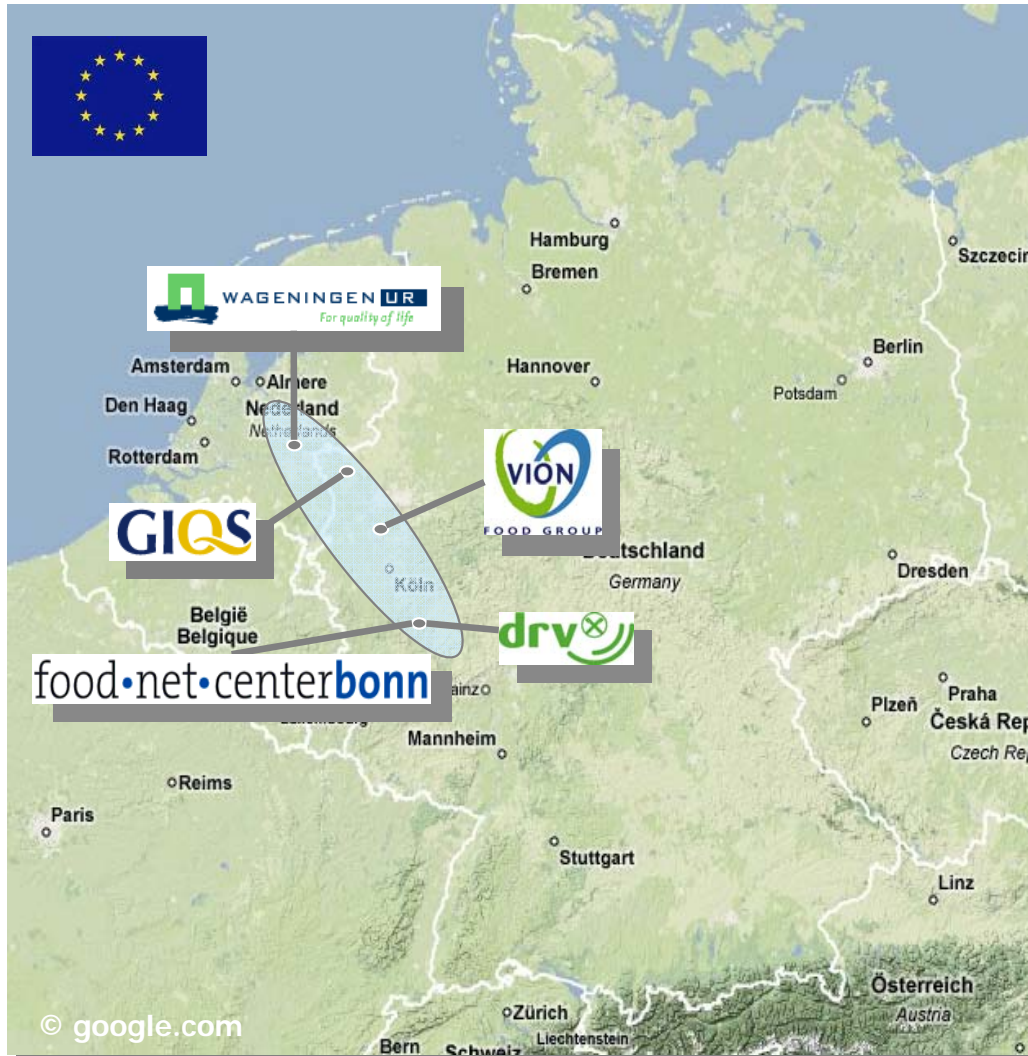 Hamburg
Szczecin
Bremen
WAGENINGEN UR
For quality of life
Berlin
Amsterdam
Almere
Hannover
Potsdam
Den Haag
Nederland
Netherlands
Rotterdam
VION
FOOD GROUP
GIQS
Deutschland
Germany
Dresden
Köln
België
Belgique
drv
food•net•centerbonn
ainz
Plzeň
Praha
Česká Rep
Czech Rep
Mannheim
Reims
Paris
Stuttgart
Linz
Österreich
Austria
© google.com
Zürich
Liechtenstein
Bern
Schweiz